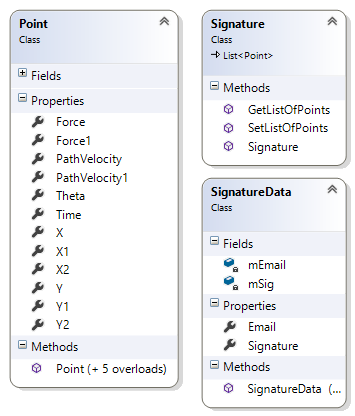 Point
Class
Fields
Properties
Force
Force1
PathVelocity
PathVelocity1
Theta
Time
X
X1
X2
Y
Y1
Y2
Methods
Point (+ 5 overloads)
Signature
Class
List<Point>
Methods
GetListOfPoints
SetListOfPoints
Signature
SignatureData
Class
Fields
mEmail
mSig
Properties
Email
Signature
Methods
SignatureData (...